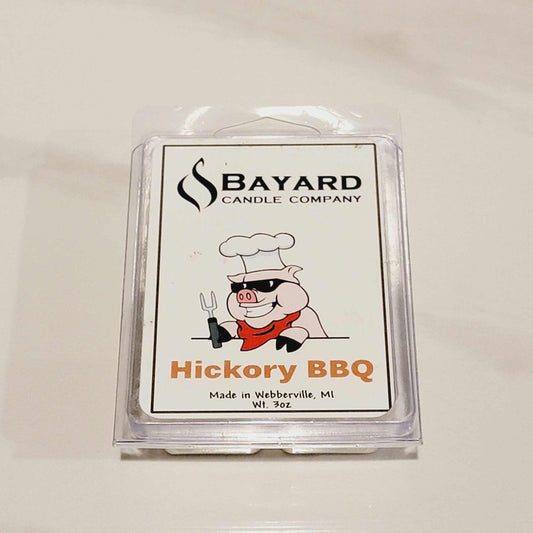 BAYARD
CANDLE COMPANY
Hickory BBQ
Made in Webberville, MI
Wt. 3oz